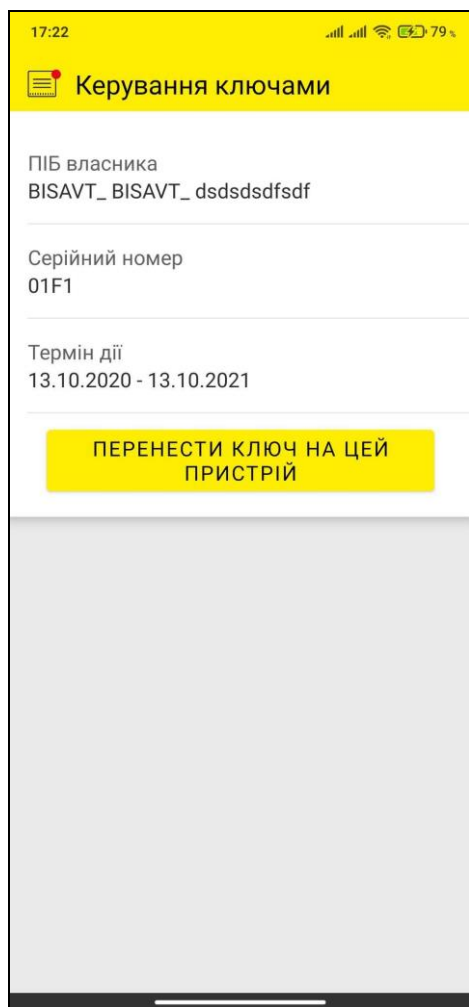 17:22
79 %
Керування ключами
ПІБ власника
BISAVT_ BISAVT_ dsdsdsdfsdf
Серійний номер
01F1
Термін дії
13.10.2020 - 13.10.2021
ПЕРЕНЕСТИ КЛЮЧ НА ЦЕЙ
ПРИСТРІЙ